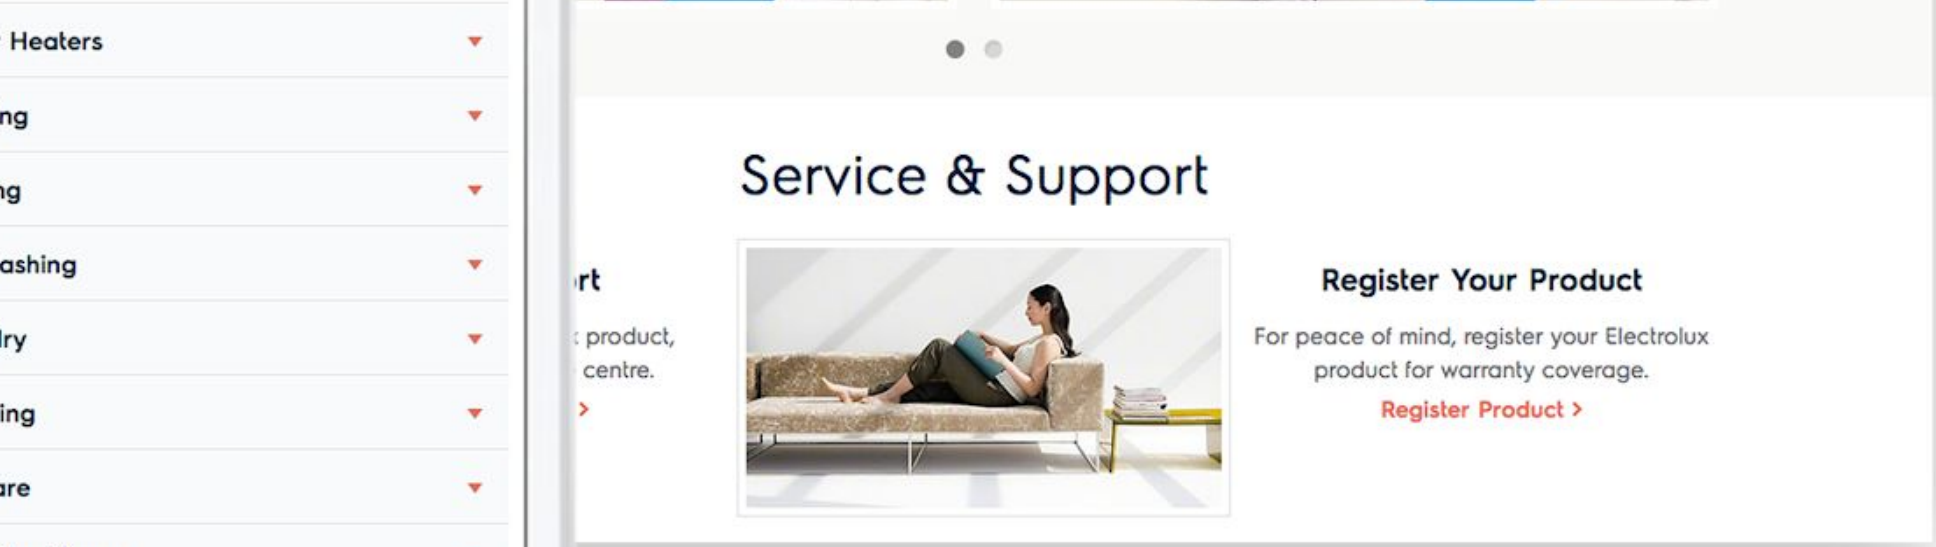 Heaters
ng
ng
ashing
dry
ing
are
Service & Support
rt
product,
centre.
Register Your Product
For peace of mind, register your Electrolux
product for warranty coverage.
Register Product >